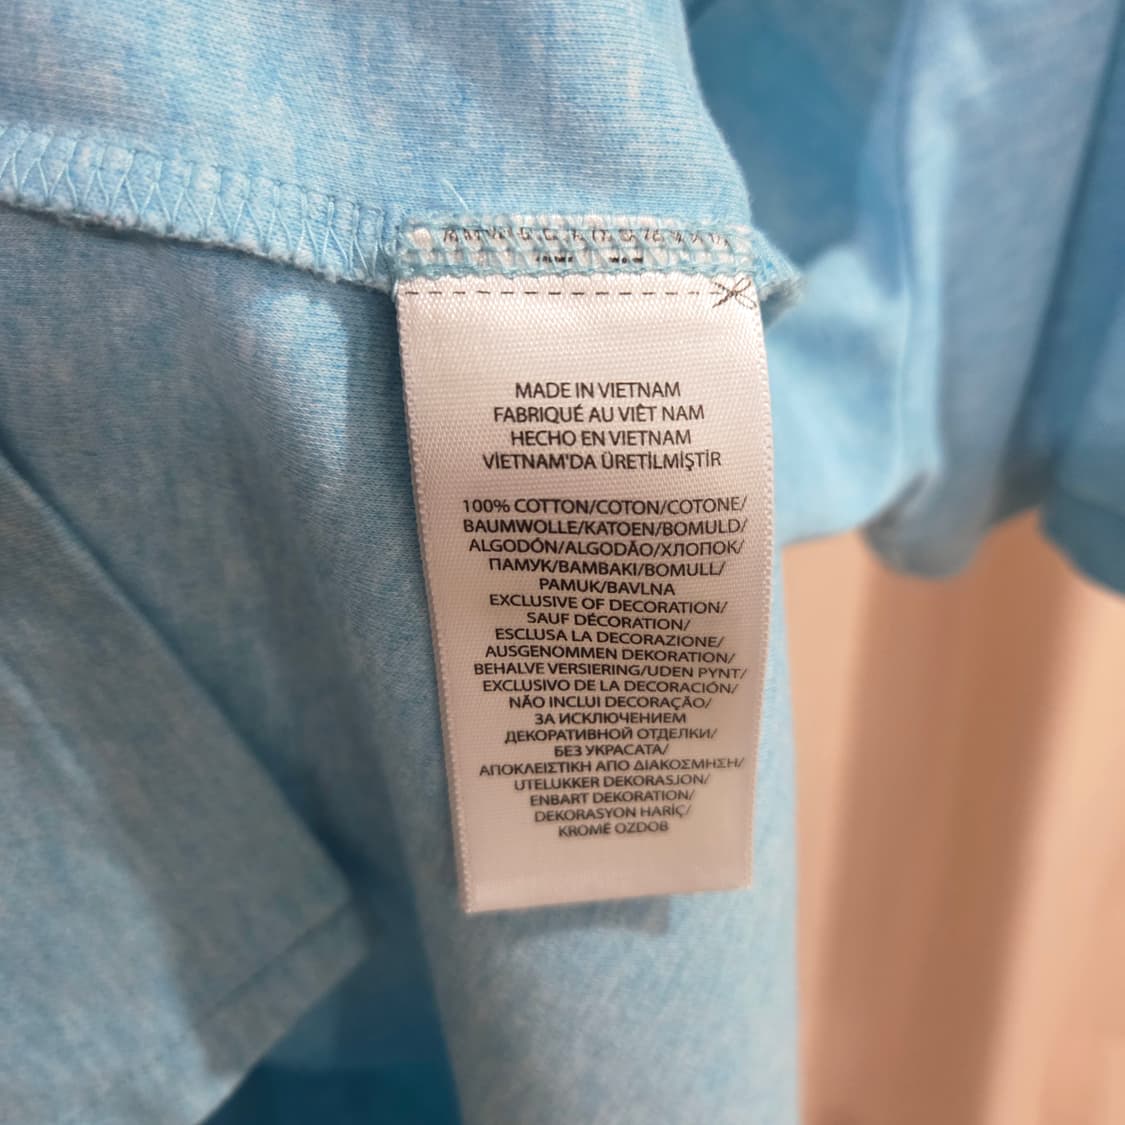 MADE IN VIETNAM
FABRIQUÉ AU VIÊT NAM
HECHO EN VIETNAM
VİETNAM'DA ÜRETİLMİŞTİR
100% COTTON/COTON/COTONE/
BAUMWOLLE/KATOEN/BOMULD/
ALGODÓN/ALGODÃO/ХЛОПОК/
ПАМУК/BAMBAKI/BOMULL/
PAMUK/BAVLNA
EXCLUSIVE OF DECORATION/
SAUF DÉCORATION/
ESCLUSA LA DECORAZIONE/
AUSGENOMMEN DEKORATION/
BEHALVE VERSIERING/UDEN PYNT/
EXCLUSIVO DE LA DECORACIÓN/
NÃO INCLUI DECORAÇÃO/
ЗА ИСКЛЮЧЕНИЕМ
ДЕКОРАТИВНОЙ ОТДЕЛКИ/
БЕЗ УКРАСАТА/
ΑΠΟΚΛΕΙΣΤΙΚΗ ΑΠΟ ΔΙΑΚΟΣΜΗΣΗ/
UTELUKKER DEKORASJON/
ENBART DEKORATION/
DEKORASYON HARİÇ/
KROMĚ OZDOB